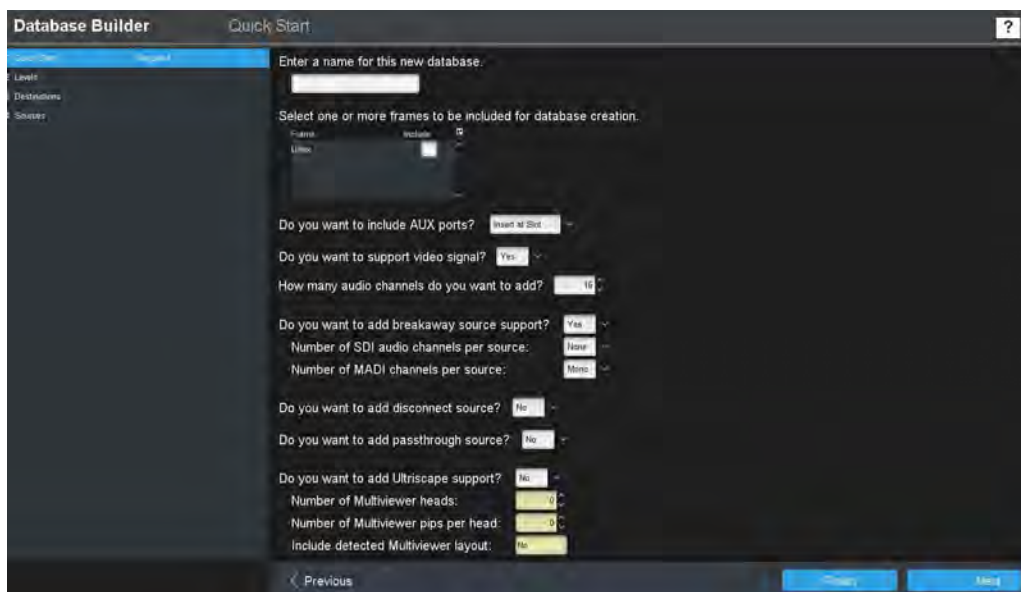 Database Builder Quick Start ?
Quick Start Required
Levels
Destinations
Sources
Enter a name for this new database.
Select one or more frames to be included for database creation.
Frame Include
Do you want to include AUX ports? Insert at Slot
Do you want to support video signal? Yes
How many audio channels do you want to add? 16
Do you want to add breakaway source support? Yes
Number of SDI audio channels per source: None
Number of MADI channels per source: Mono
Do you want to add disconnect source? No
Do you want to add passthrough source? No
Do you want to add Ultriscape support? No
Number of Multiviewer heads: 0
Number of Multiviewer pips per head: 0
Include detected Multiviewer layout: No
Previous Next